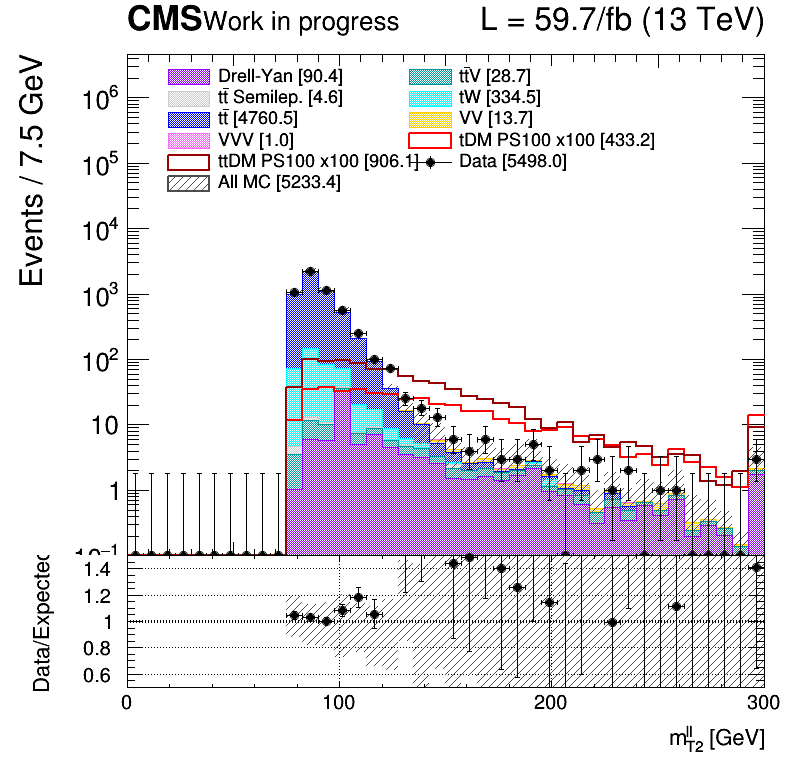 CMS Work in progress L = 59.7/fb (13 TeV)
Events / 7.5 GeV
Drell-Yan [90.4] tt̄V [28.7]
tt̄ Semilep. [4.6] tW [334.5]
tt̄ [4760.5] VV [13.7]
VVV [1.0] tDM PS100 x100 [433.2]
ttDM PS100 x100 [906.1] Data [5498.0]
All MC [5233.4]
10⁶
10⁵
10⁴
10³
10²
10
1
10⁻¹
Data/Expected
1.4
1.2
1
0.8
0.6
0 100 200 300
m^ll_T2 [GeV]